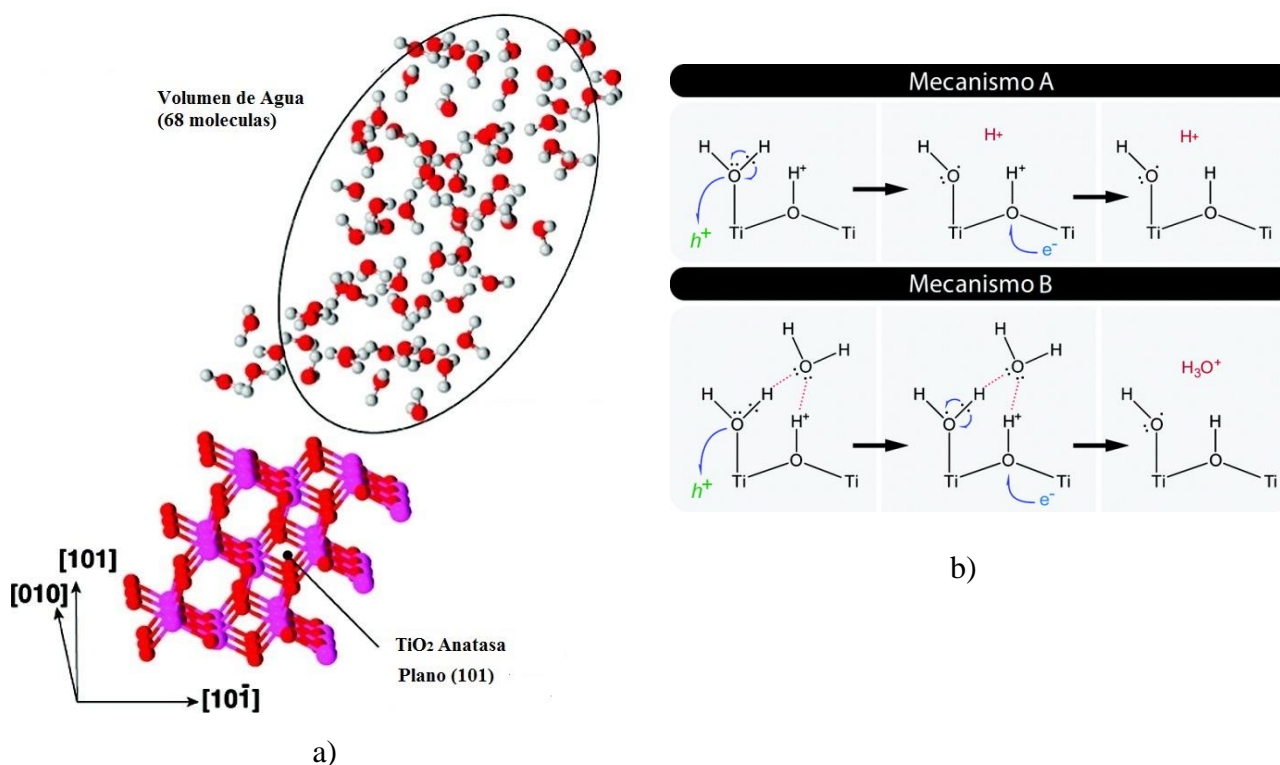 Volumen de Agua
(68 moleculas)
[101]
[010]
[101̄]
TiO₂ Anatasa
Plano (101)
a)
Mecanismo A
H H H⁺
O O
Ti Ti
h⁺
H⁺
H H⁺
O O
Ti Ti
e⁻
H⁺
H H
O O
Ti Ti
Mecanismo B
H
O H
H H H⁺
O O
Ti Ti
h⁺
H
O H
H H H⁺
O O
Ti Ti
e⁻
H₃O⁺
H H
O O
Ti Ti
b)